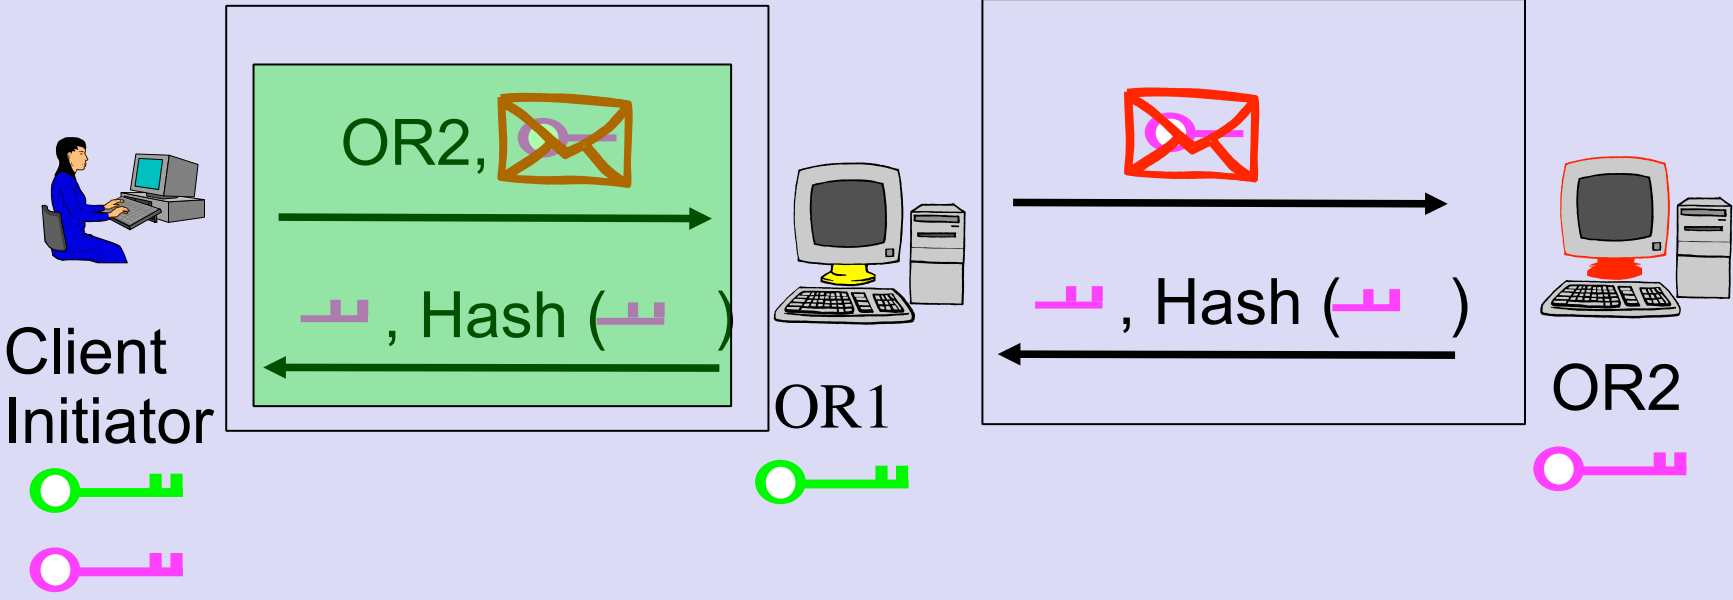 OR2,
, Hash ( )
, Hash ( )
Client
Initiator
OR1
OR2